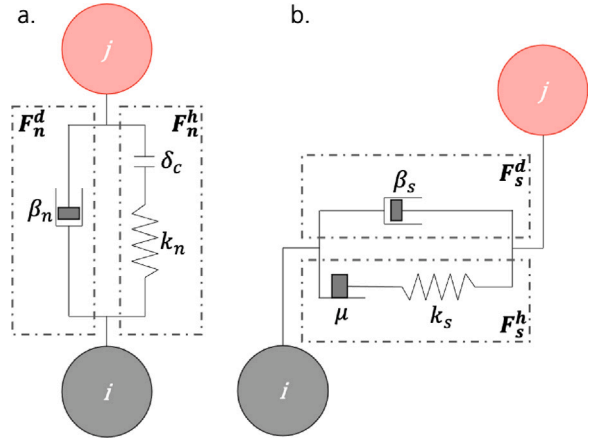 a.
j
F_n^d
F_n^h
δ_c
β_n
k_n
i
b.
j
F_s^d
β_s
μ
k_s
F_s^h
i